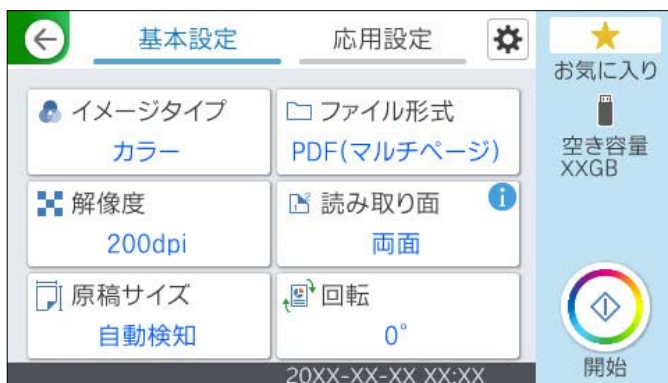 基本設定
応用設定
お気に入り
イメージタイプ
カラー
ファイル形式
PDF(マルチページ)
空き容量
XXGB
解像度
200dpi
読み取り面
両面
原稿サイズ
自動検知
回転
0°
開始
20XX-XX-XX XX:XX